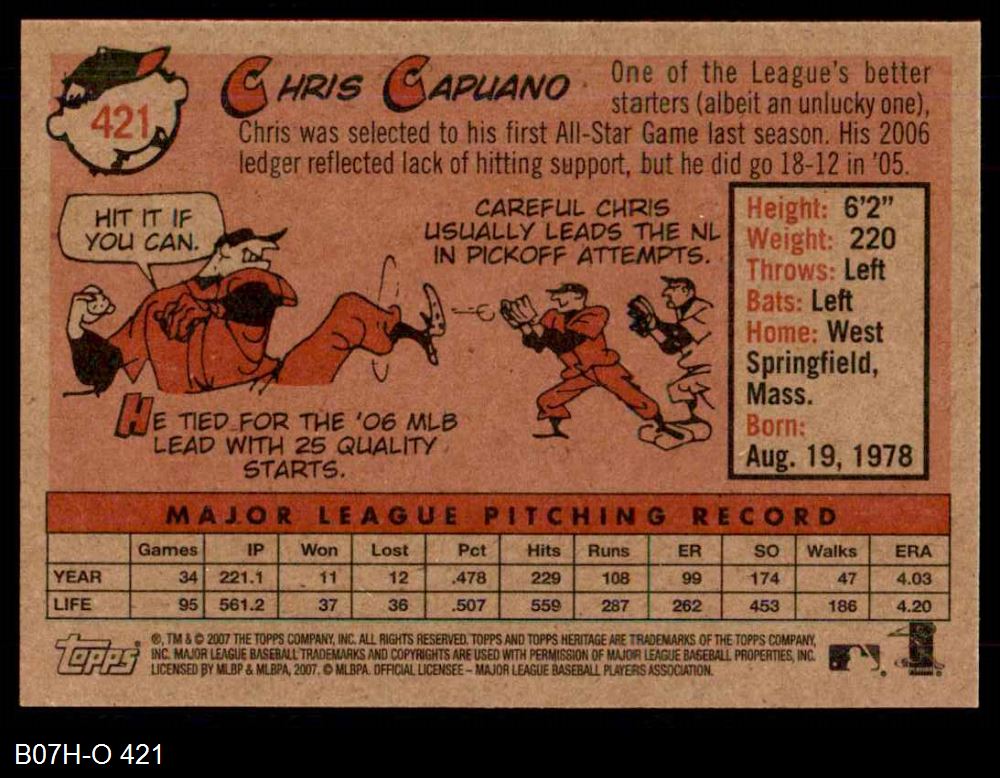 421
CHRIS CAPUANO
One of the League's better
starters (albeit an unlucky one),
Chris was selected to his first All-Star Game last season. His 2006
ledger reflected lack of hitting support, but he did go 18-12 in '05.
HIT IT IF
YOU CAN.
CAREFUL CHRIS
USUALLY LEADS THE NL
IN PICKOFF ATTEMPTS.
HE TIED FOR THE '06 MLB
LEAD WITH 25 QUALITY
STARTS.
Height: 6'2"
Weight: 220
Throws: Left
Bats: Left
Home: West
Springfield,
Mass.
Born:
Aug. 19, 1978
MAJOR LEAGUE PITCHING RECORD
Games IP Won Lost Pct Hits Runs ER SO Walks ERA
YEAR 34 221.1 11 12 .478 229 108 99 174 47 4.03
LIFE 95 561.2 37 36 .507 559 287 262 453 186 4.20
Topps
®, TM & © 2007 THE TOPPS COMPANY, INC. ALL RIGHTS RESERVED. TOPPS AND TOPPS HERITAGE ARE TRADEMARKS OF THE TOPPS COMPANY,
INC. MAJOR LEAGUE BASEBALL TRADEMARKS AND COPYRIGHTS ARE USED WITH PERMISSION OF MAJOR LEAGUE BASEBALL PROPERTIES, INC.
LICENSED BY MLBP & MLBPA, 2007. © MLBPA. OFFICIAL LICENSEE – MAJOR LEAGUE BASEBALL PLAYERS ASSOCIATION.
B07H-O 421